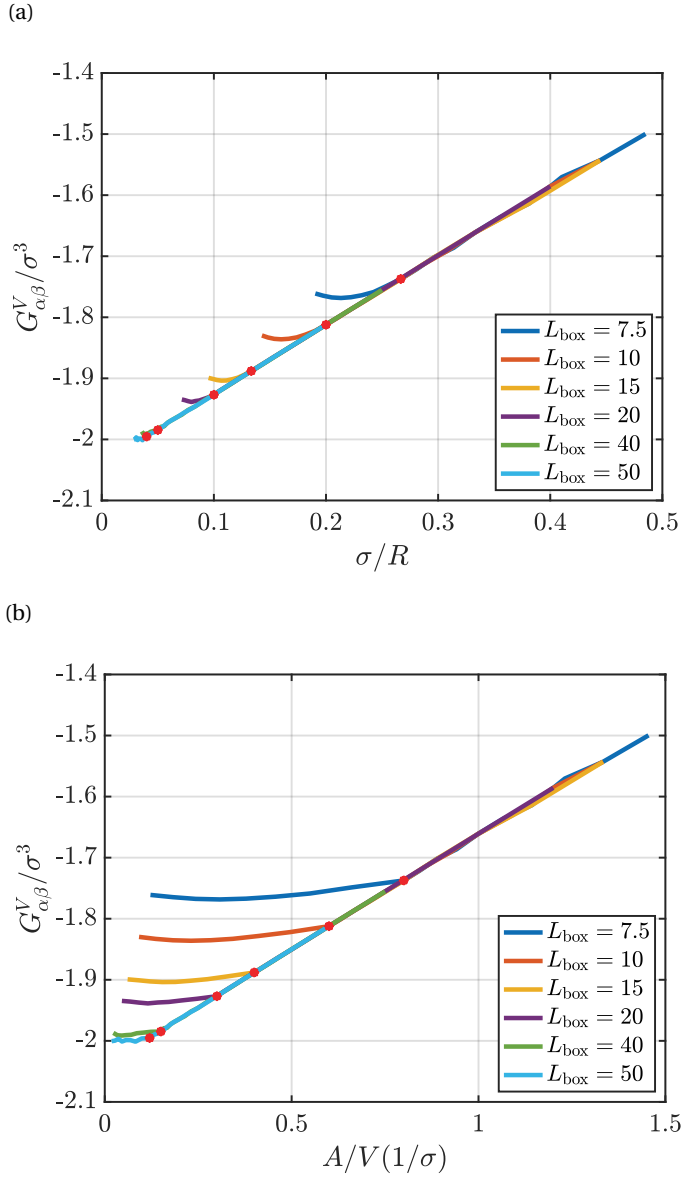 (a)
-1.4
-1.5
-1.6
-1.7
-1.8
-1.9
-2
-2.1
G^V_{αβ}/σ^3
0 0.1 0.2 0.3 0.4 0.5
σ/R
L_box = 7.5
L_box = 10
L_box = 15
L_box = 20
L_box = 40
L_box = 50
(b)
-1.4
-1.5
-1.6
-1.7
-1.8
-1.9
-2
-2.1
G^V_{αβ}/σ^3
0 0.5 1 1.5
A/V(1/σ)
L_box = 7.5
L_box = 10
L_box = 15
L_box = 20
L_box = 40
L_box = 50